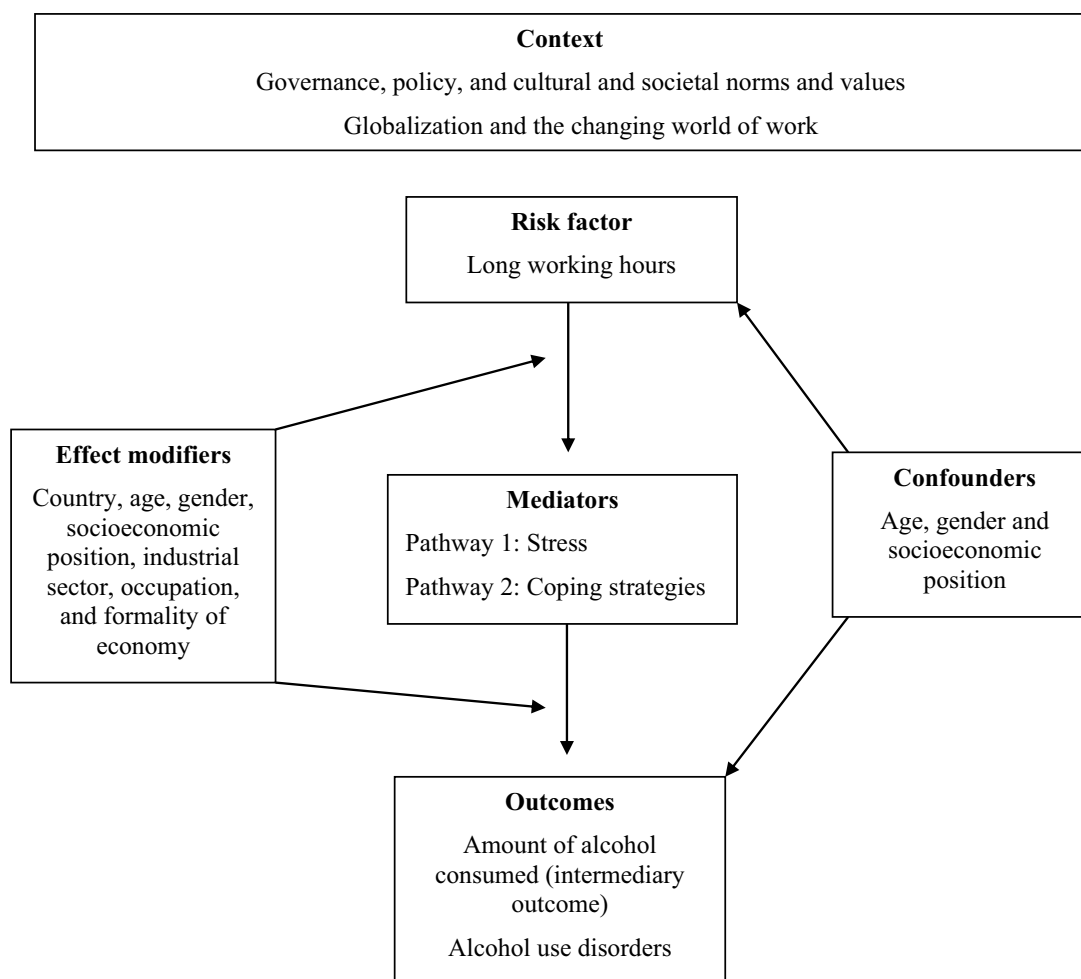 Context
Governance, policy, and cultural and societal norms and values
Globalization and the changing world of work
Risk factor
Long working hours
Effect modifiers
Country, age, gender,
socioeconomic
position, industrial
sector, occupation,
and formality of
economy
Mediators
Pathway 1: Stress
Pathway 2: Coping strategies
Confounders
Age, gender and
socioeconomic
position
Outcomes
Amount of alcohol
consumed (intermediary
outcome)
Alcohol use disorders